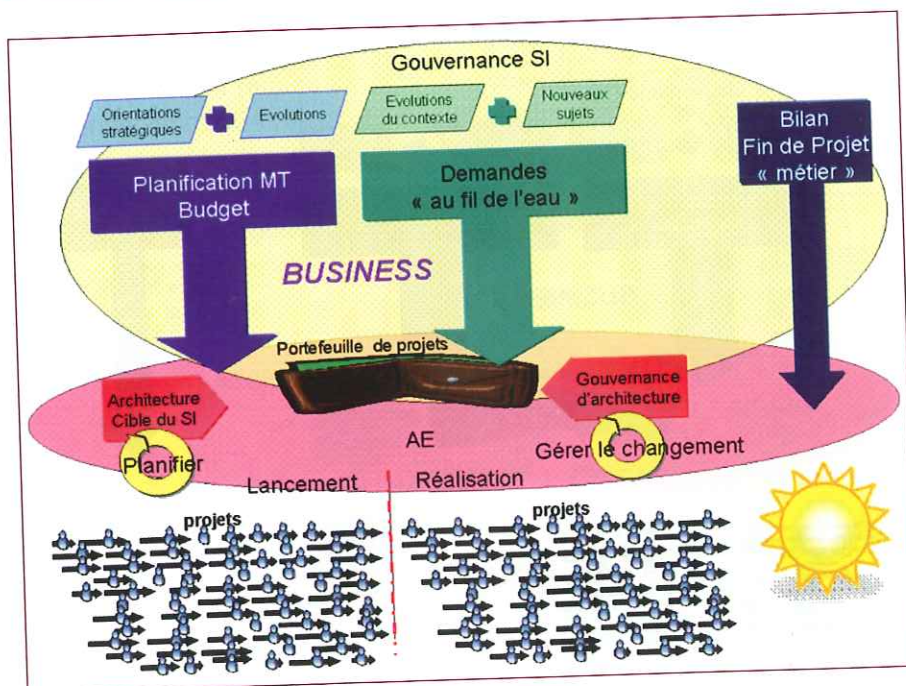 Gouvernance SI
Orientations
stratégiques
Evolutions
Evolutions
du contexte
Nouveaux
sujets
Bilan
Fin de Projet
« métier »
Planification MT
Budget
Demandes
« au fil de l'eau »
BUSINESS
Portefeuille de projets
Architecture
Cible du SI
Gouvernance
d'architecture
AE
Planifier
Gérer le changement
Lancement
Réalisation
projets
projets